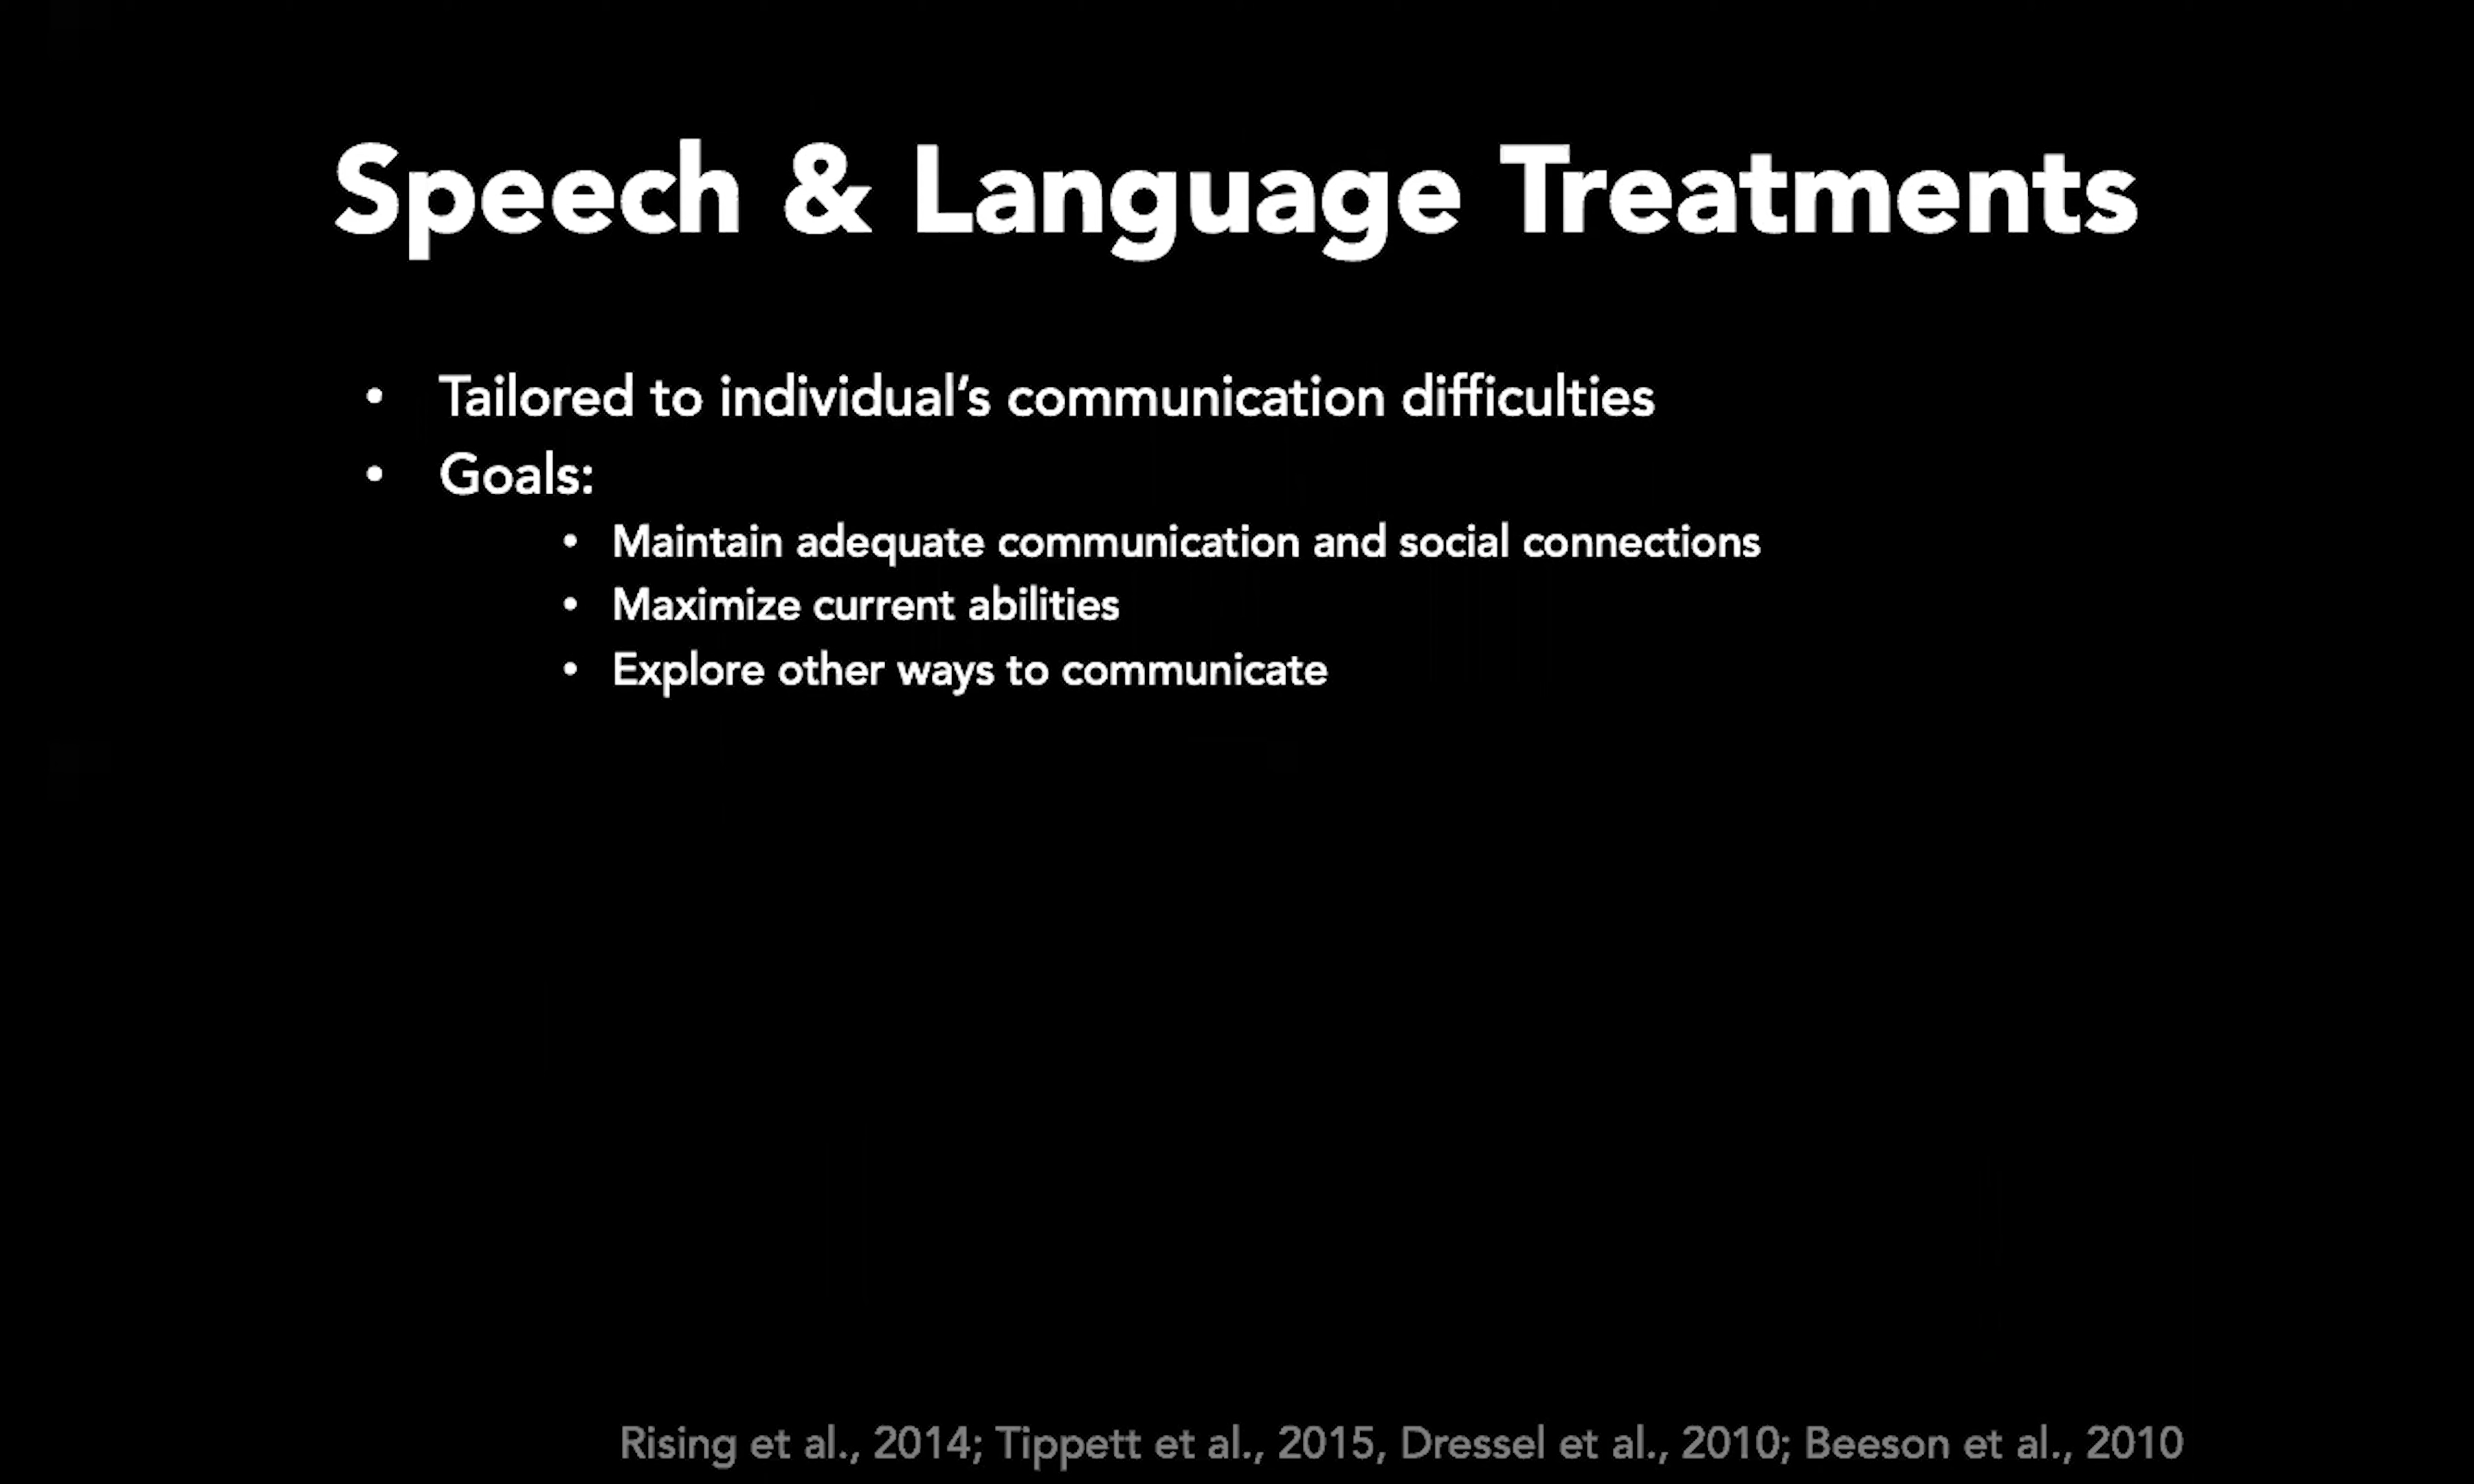 Speech & Language Treatments
• Tailored to individual’s communication difficulties
• Goals:
• Maintain adequate communication and social connections
• Maximize current abilities
• Explore other ways to communicate
Rising et al., 2014; Tippett et al., 2015, Dressel et al., 2010; Beeson et al., 2010